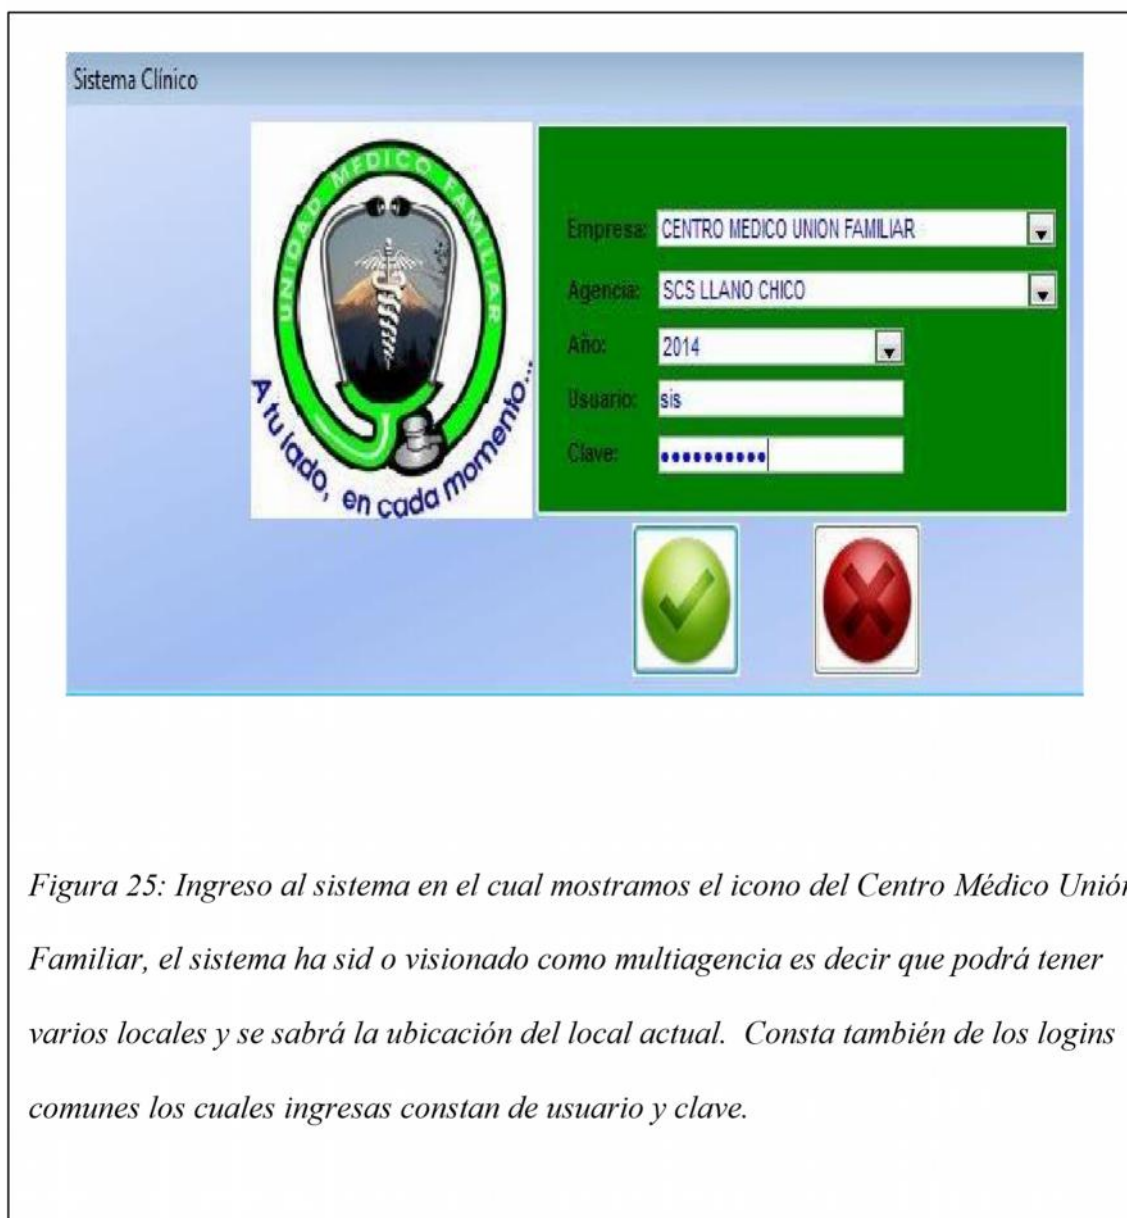 Sistema Clínico
UNIDAD MEDICO FAMILIAR
A tu lado, en cada momento...
Empresa: CENTRO MEDICO UNION FAMILIAR
Agencia: SCS LLANO CHICO
Año: 2014
Usuario: sis
Clave: ••••••••••
Figura 25: Ingreso al sistema en el cual mostramos el icono del Centro Médico Unión
Familiar, el sistema ha sid o visionado como multiagencia es decir que podrá tener
varios locales y se sabrá la ubicación del local actual.  Consta también de los logins
comunes los cuales ingresas constan de usuario y clave.